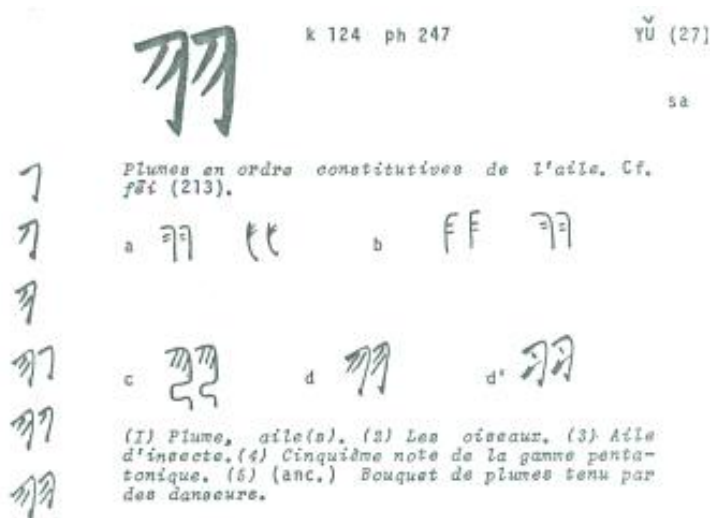 羽 k 124 ph 247 YǓ (27)
sa
Plumes en ordre constitutives de l'aile. Cf.
fēi (213).
a b
c d d'
(1) Plume, aile(s). (2) Les oiseaux. (3) Aile
d'insecte. (4) Cinquième note de la gamme penta-
tonique. (5) (anc.) Bouquet de plumes tenu par
des danseurs.